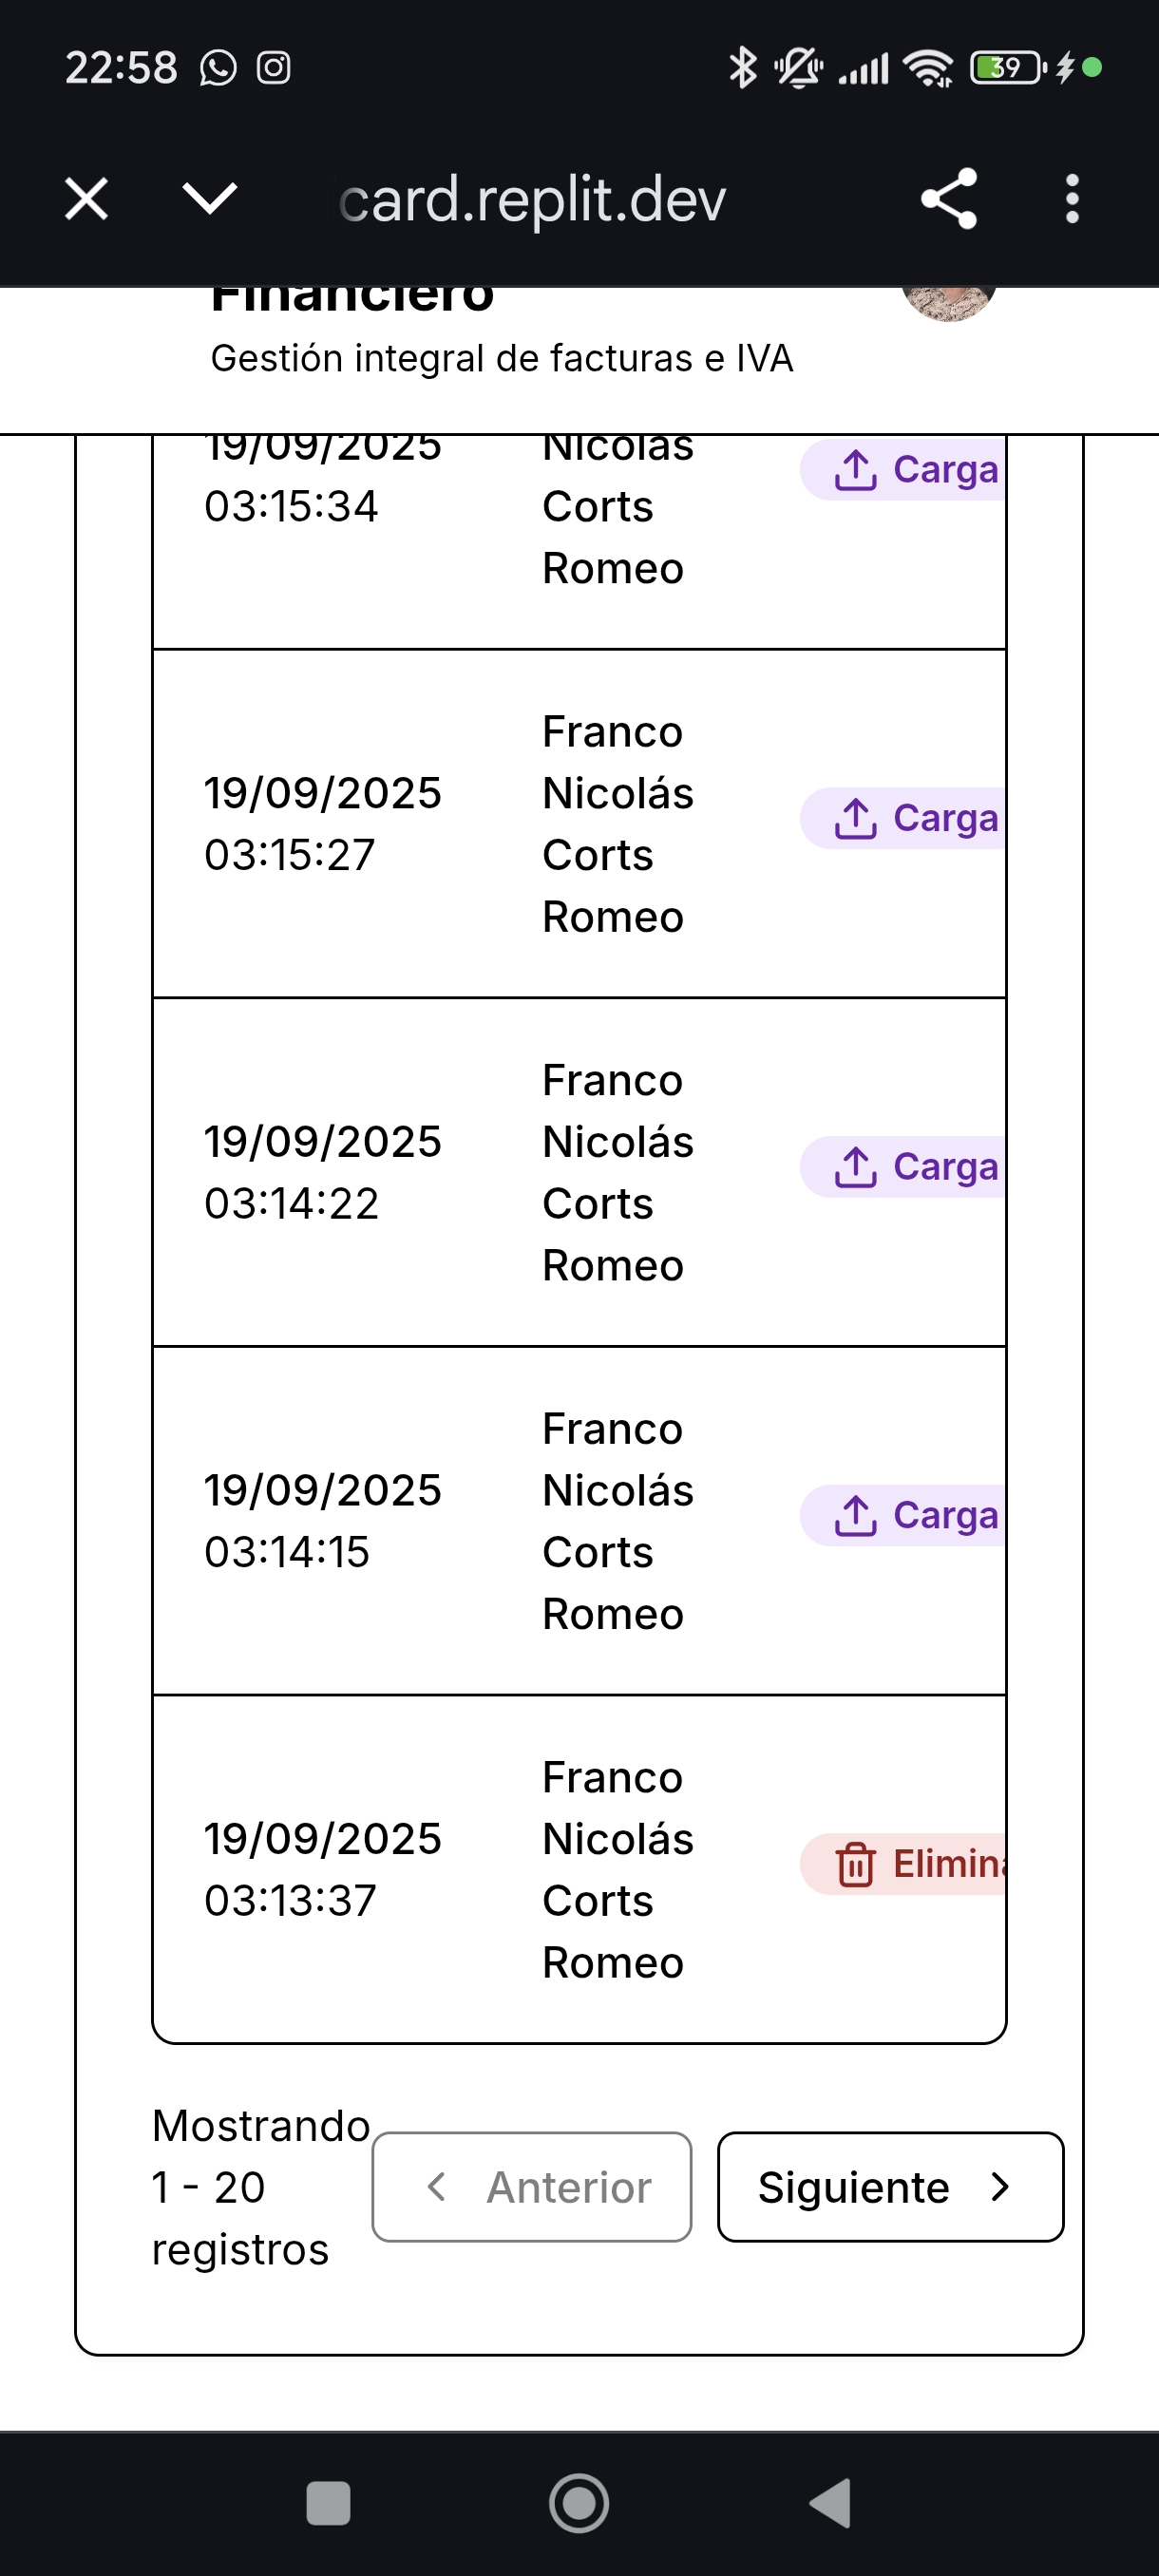 22:58
39
card.replit.dev
Financiero
Gestión integral de facturas e IVA
19/09/2025
03:15:34
Nicolás
Corts
Romeo
Carga
19/09/2025
03:15:27
Franco
Nicolás
Corts
Romeo
Carga
19/09/2025
03:14:22
Franco
Nicolás
Corts
Romeo
Carga
19/09/2025
03:14:15
Franco
Nicolás
Corts
Romeo
Carga
19/09/2025
03:13:37
Franco
Nicolás
Corts
Romeo
Elimina
Mostrando
1 - 20
registros
Anterior
Siguiente